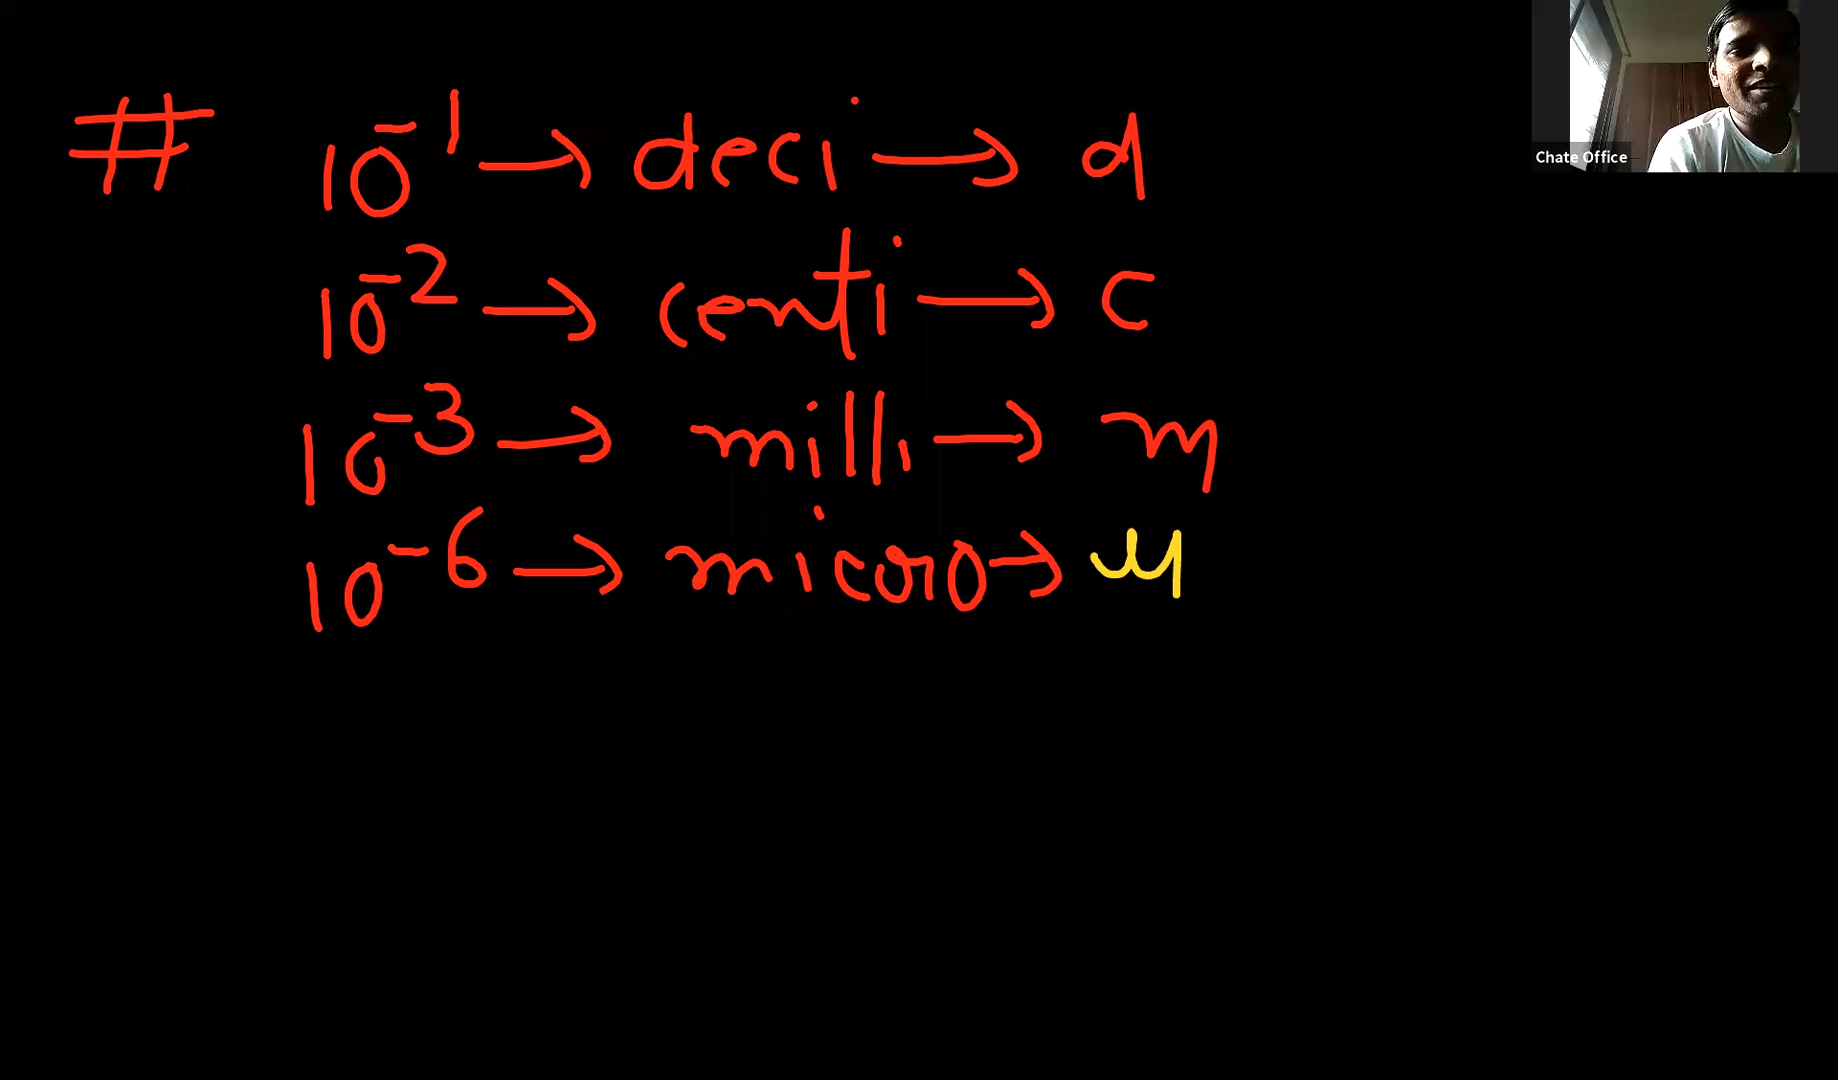 # 10⁻¹ → deci → d
Chate Office
10⁻² → centi → c
10⁻³ → milli → m
10⁻⁶ → micro → μ